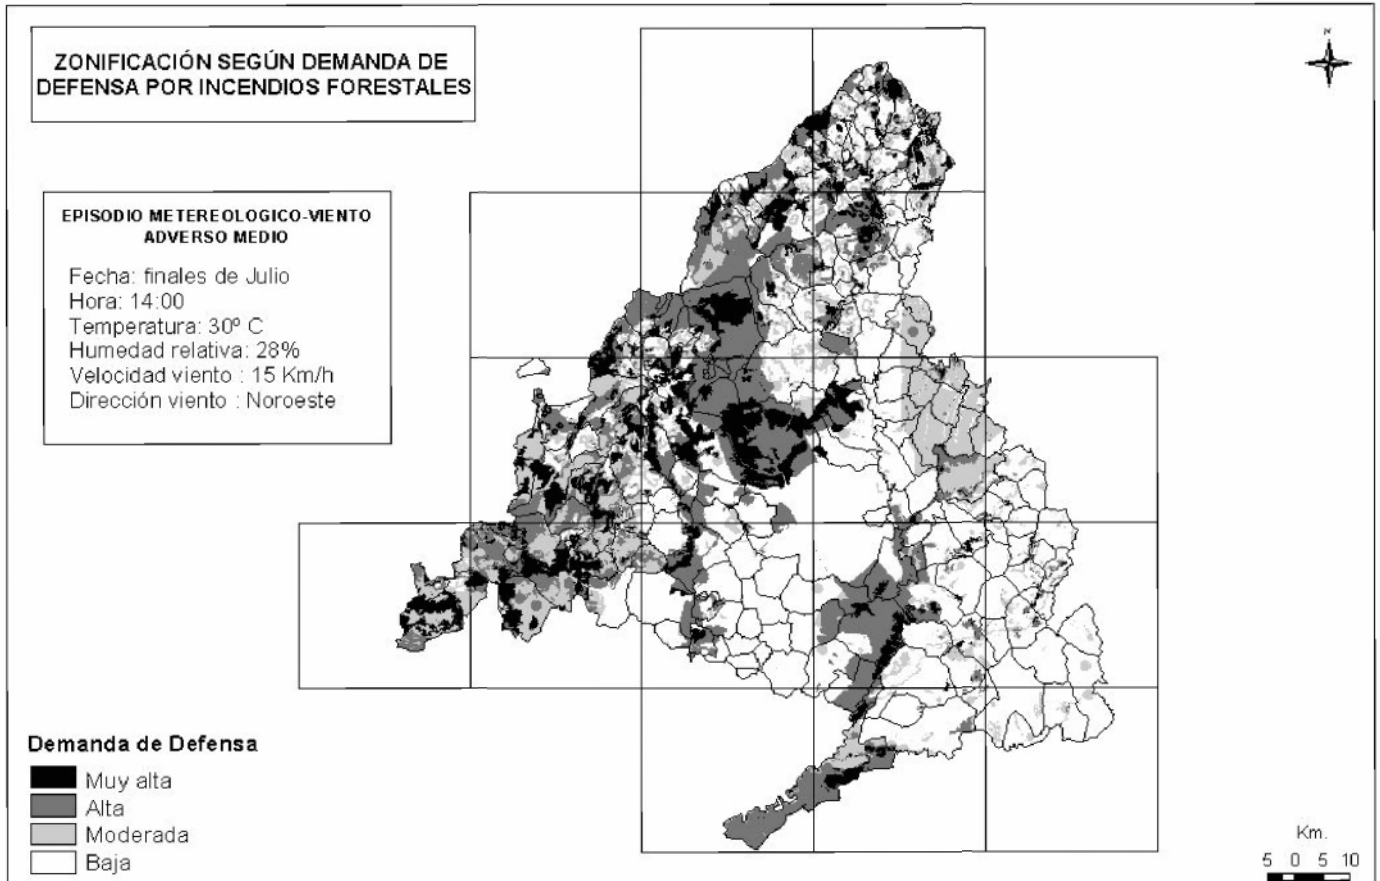 ZONIFICACIÓN SEGÚN DEMANDA DE
DEFENSA POR INCENDIOS FORESTALES
N
EPISODIO METEREOLOGICO-VIENTO
ADVERSO MEDIO
Fecha: finales de Julio
Hora: 14:00
Temperatura: 30º C
Humedad relativa: 28%
Velocidad viento : 15 Km/h
Dirección viento : Noroeste
Demanda de Defensa
Muy alta
Alta
Moderada
Baja
Km.
5 0 5 10